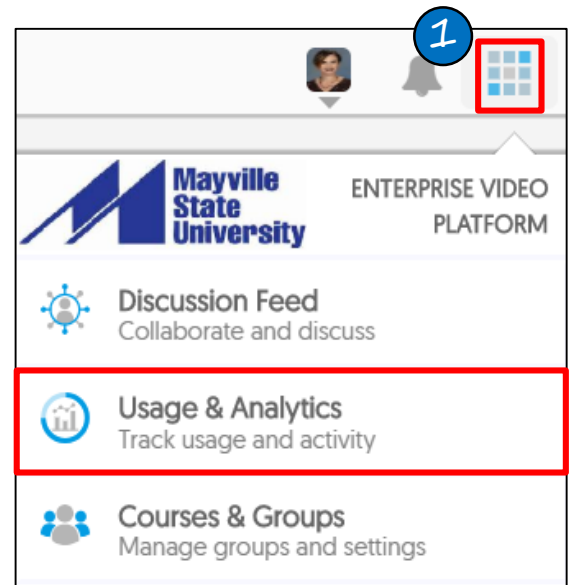 1
Mayville
State
University
ENTERPRISE VIDEO
PLATFORM
Discussion Feed
Collaborate and discuss
Usage & Analytics
Track usage and activity
Courses & Groups
Manage groups and settings